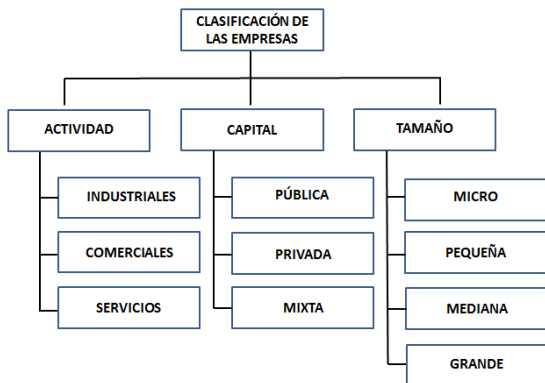 CLASIFICACIÓN DE
LAS EMPRESAS
ACTIVIDAD
INDUSTRIALES
COMERCIALES
SERVICIOS
CAPITAL
PÚBLICA
PRIVADA
MIXTA
TAMAÑO
MICRO
PEQUEÑA
MEDIANA
GRANDE